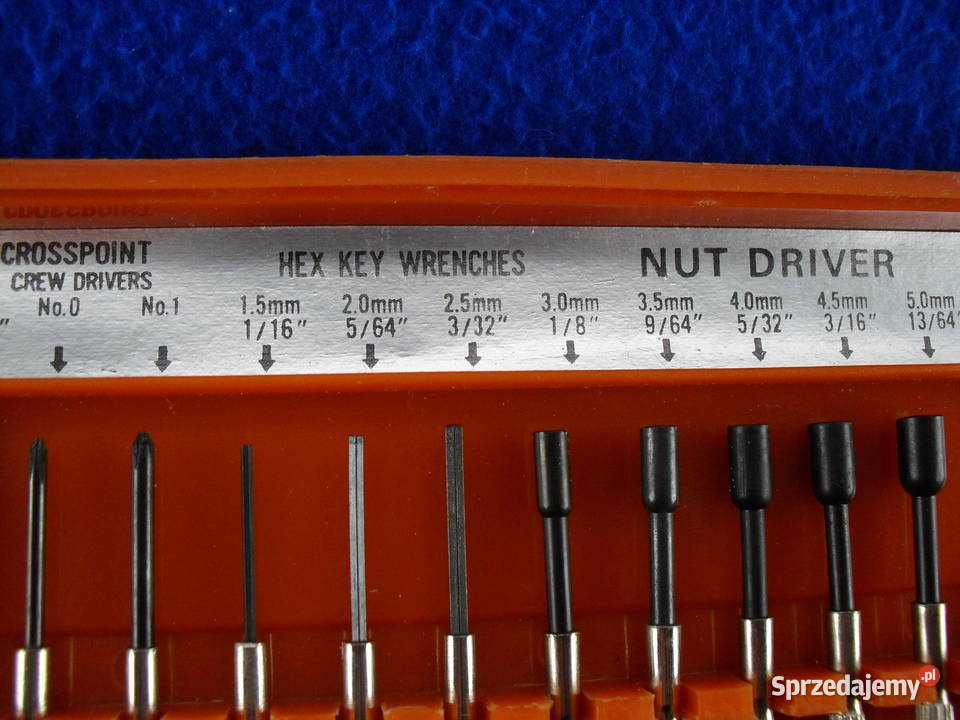 CROSSPOINT HEX KEY WRENCHES NUT DRIVER
CREW DRIVERS
No.0 No.1 1.5mm 2.0mm 2.5mm 3.0mm 3.5mm 4.0mm 4.5mm 5.0mm
" 1/16" 5/64" 3/32" 1/8" 9/64" 5/32" 3/16" 13/64"
Sprzedajemy.pl